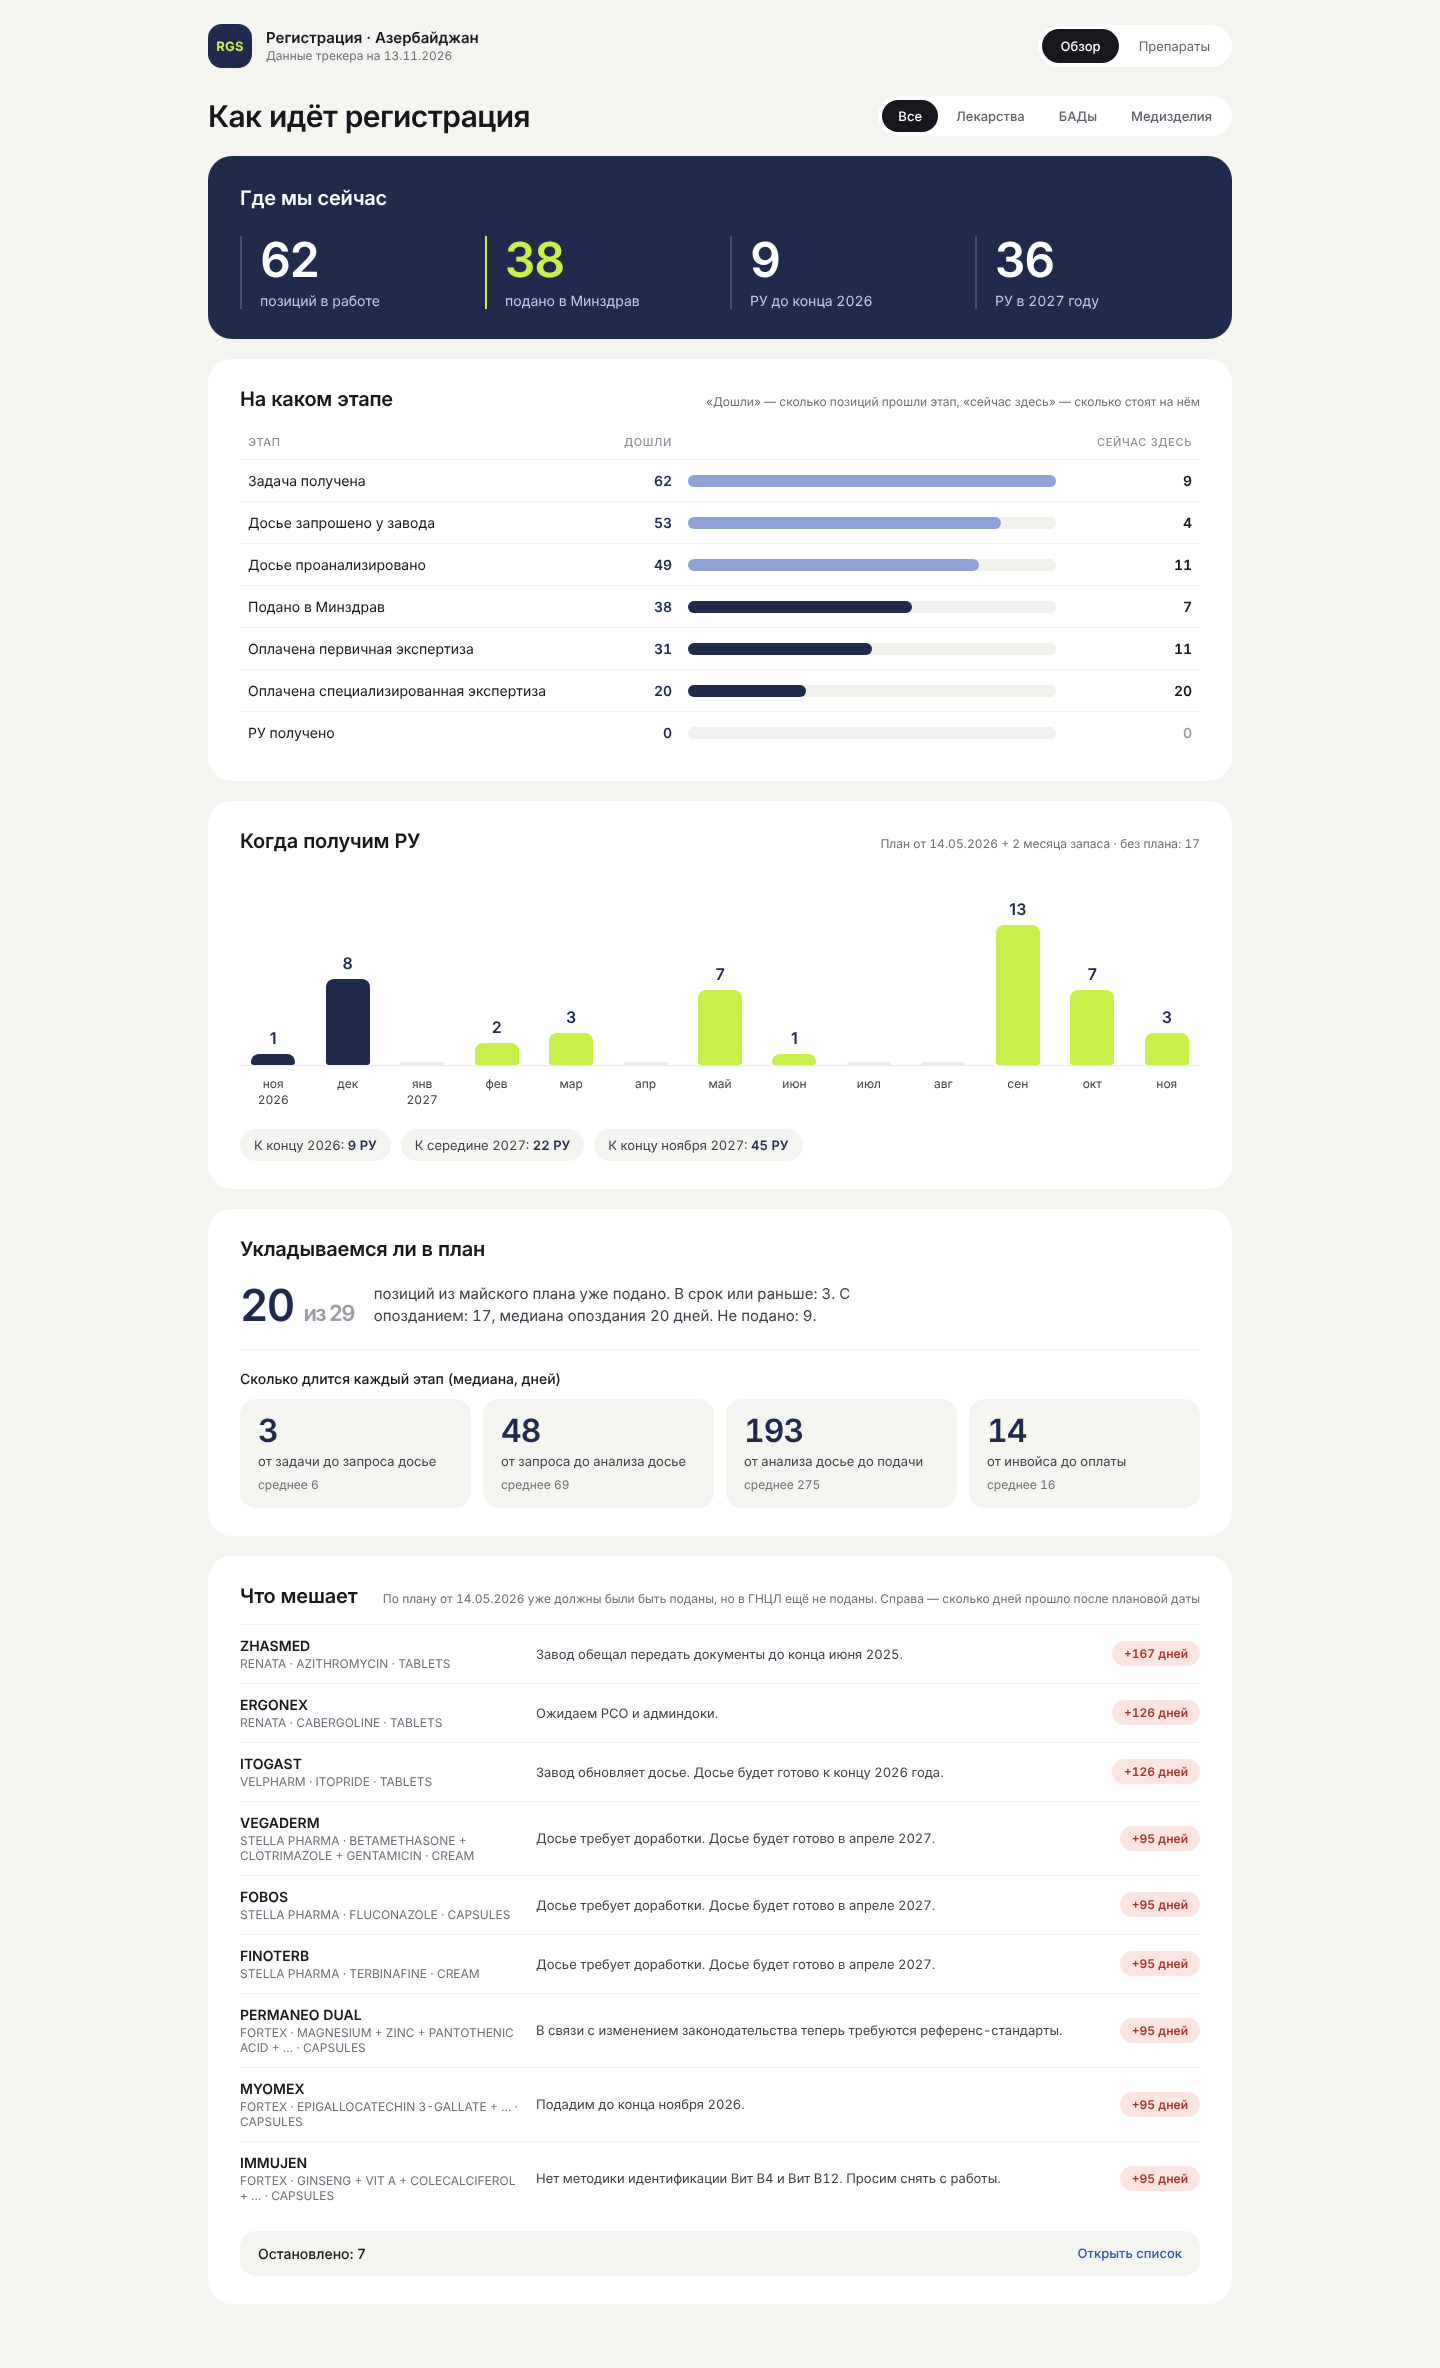 RGS
Регистрация · Азербайджан
Данные трекера на 13.11.2026
Обзор
Препараты
Как идёт регистрация
Все
Лекарства
БАДы
Медизделия
Где мы сейчас
62
позиций в работе
38
подано в Минздрав
9
РУ до конца 2026
36
РУ в 2027 году
На каком этапе
«Дошли» — сколько позиций прошли этап, «сейчас здесь» — сколько стоят на нём
ЭТАП ДОШЛИ СЕЙЧАС ЗДЕСЬ
Задача получена 62 9
Досье запрошено у завода 53 4
Досье проанализировано 49 11
Подано в Минздрав 38 7
Оплачена первичная экспертиза 31 11
Оплачена специализированная экспертиза 20 20
РУ получено 0 0
Когда получим РУ
План от 14.05.2026 + 2 месяца запаса · без плана: 17
1 8 2 3 7 1 13 7 3
ноя дек янв фев мар апр май июн июл авг сен окт ноя
2026 2027
К концу 2026: 9 РУ
К середине 2027: 22 РУ
К концу ноября 2027: 45 РУ
Укладываемся ли в план
20 из 29
позиций из майского плана уже подано. В срок или раньше: 3. С
опозданием: 17, медиана опоздания 20 дней. Не подано: 9.
Сколько длится каждый этап (медиана, дней)
3
от задачи до запроса досье
среднее 6
48
от запроса до анализа досье
среднее 69
193
от анализа досье до подачи
среднее 275
14
от инвойса до оплаты
среднее 16
Что мешает
По плану от 14.05.2026 уже должны были быть поданы, но в ГНЦЛ ещё не поданы. Справа — сколько дней прошло после плановой даты
ZHASMED
RENATA · AZITHROMYCIN · TABLETS
Завод обещал передать документы до конца июня 2025.
+167 дней
ERGONEX
RENATA · CABERGOLINE · TABLETS
Ожидаем РСО и админдоки.
+126 дней
ITOGAST
VELPHARM · ITOPRIDE · TABLETS
Завод обновляет досье. Досье будет готово к концу 2026 года.
+126 дней
VEGADERM
STELLA PHARMA · BETAMETHASONE +
CLOTRIMAZOLE + GENTAMICIN · CREAM
Досье требует доработки. Досье будет готово в апреле 2027.
+95 дней
FOBOS
STELLA PHARMA · FLUCONAZOLE · CAPSULES
Досье требует доработки. Досье будет готово в апреле 2027.
+95 дней
FINOTERB
STELLA PHARMA · TERBINAFINE · CREAM
Досье требует доработки. Досье будет готово в апреле 2027.
+95 дней
PERMANEO DUAL
FORTEX · MAGNESIUM + ZINC + PANTOTHENIC
ACID + ... · CAPSULES
В связи с изменением законодательства теперь требуются референс-стандарты.
+95 дней
MYOMEX
FORTEX · EPIGALLOCATECHIN 3-GALLATE + ... ·
CAPSULES
Подадим до конца ноября 2026.
+95 дней
IMMUJEN
FORTEX · GINSENG + VIT A + COLECALCIFEROL
+ ... · CAPSULES
Нет методики идентификации Вит В4 и Вит В12. Просим снять с работы.
+95 дней
Остановлено: 7
Открыть список